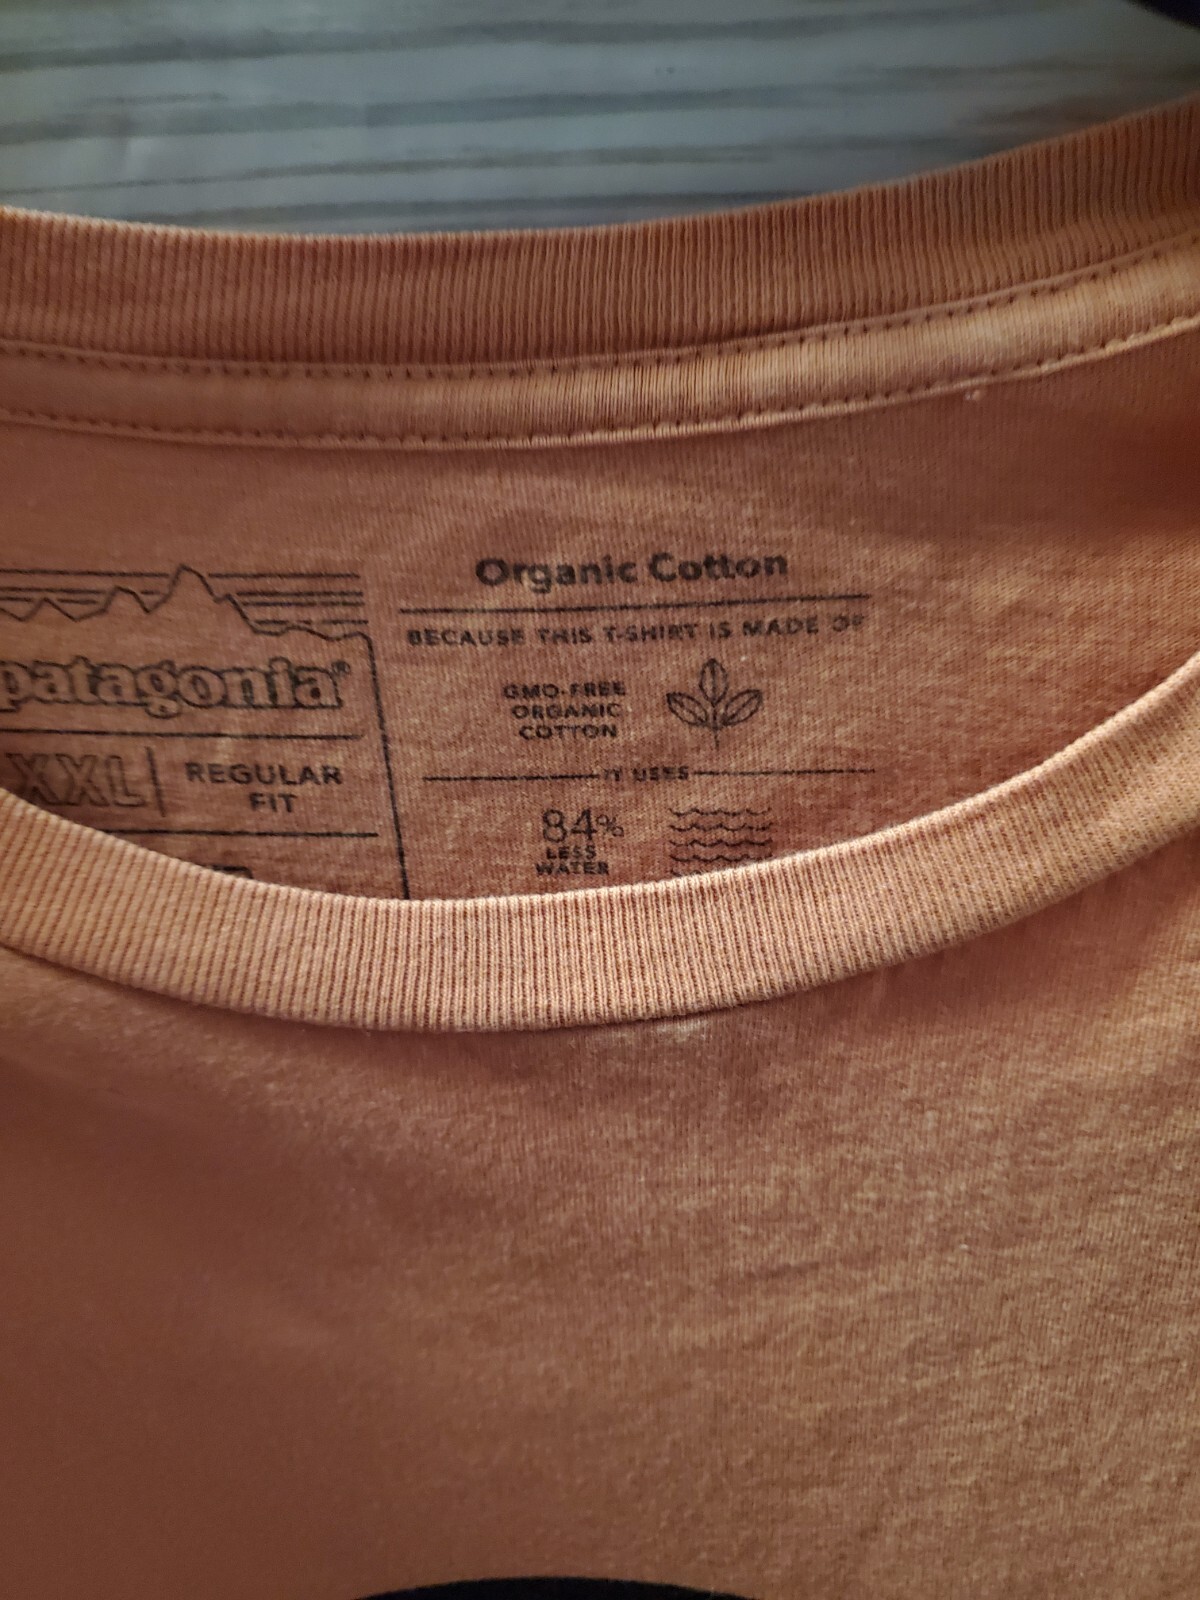 patagonia®
XXL
REGULAR
FIT
Organic Cotton
BECAUSE THIS T-SHIRT IS MADE OF
GMO-FREE
ORGANIC
COTTON
IT USES
84%
LESS
WATER